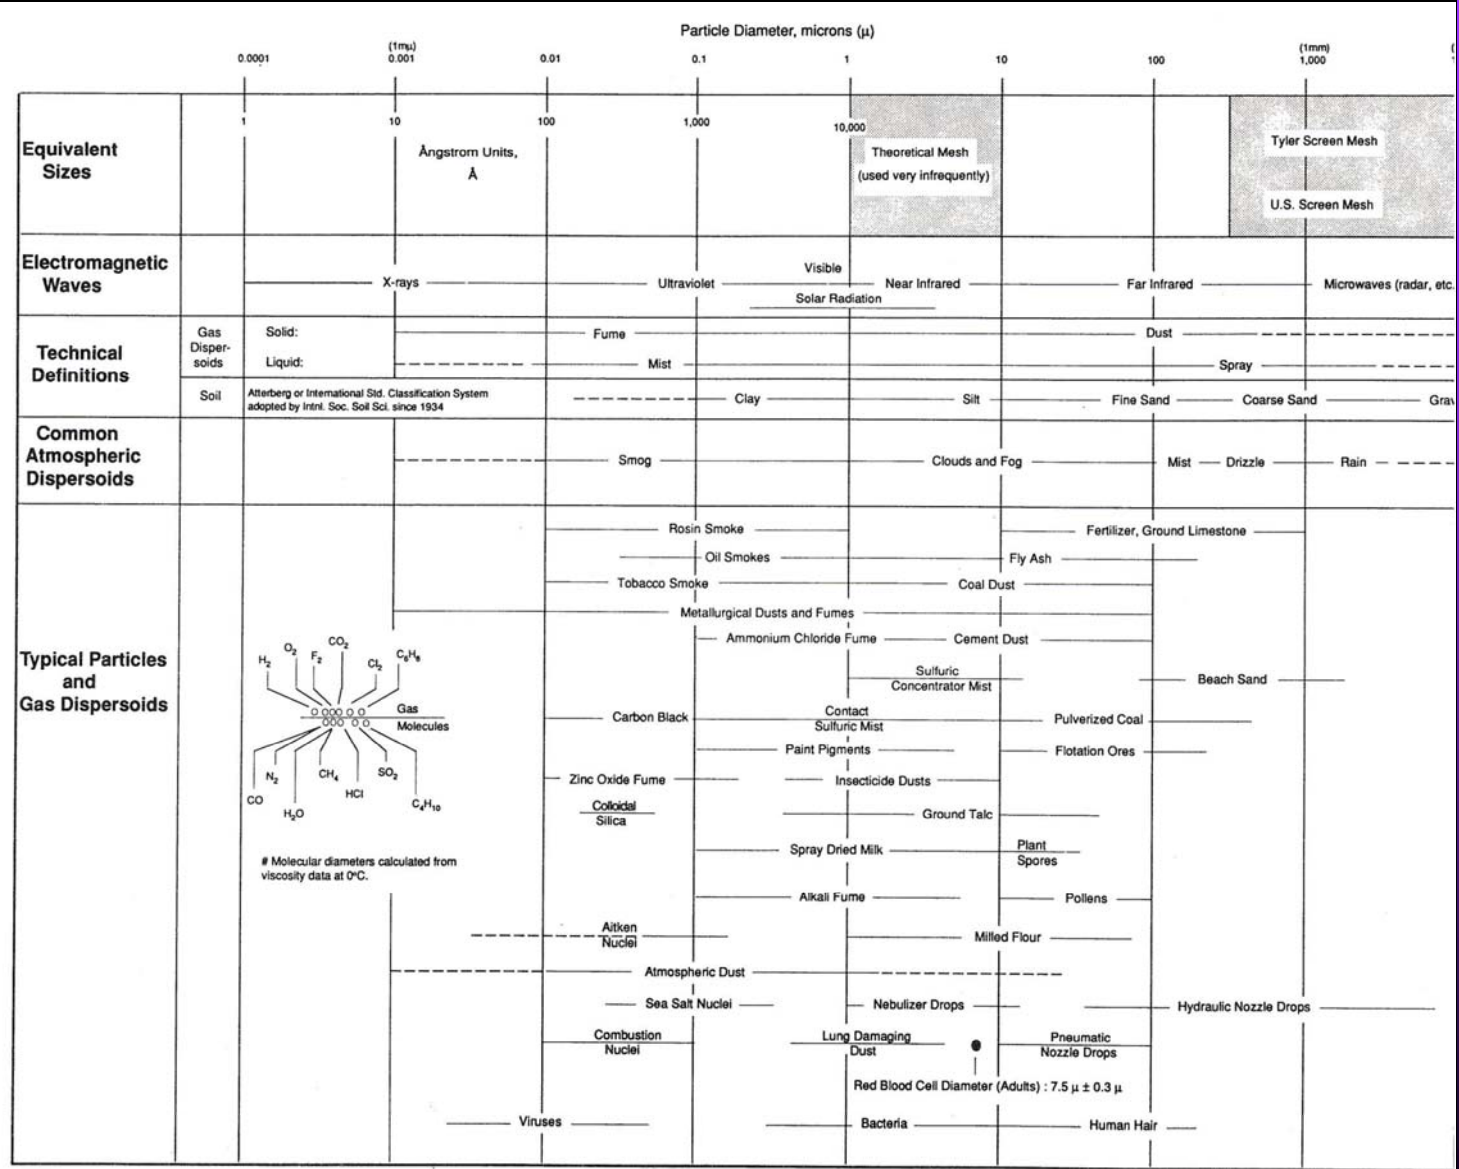 Particle Diameter, microns (μ)
(1mμ) (1mm)
0.0001 0.001 0.01 0.1 1 10 100 1,000
1 10 100 1,000 10,000
Equivalent
Sizes
Ångstrom Units,
Å
Theoretical Mesh
(used very infrequently)
Tyler Screen Mesh
U.S. Screen Mesh
Electromagnetic
Waves
Visible
X-rays Ultraviolet Near Infrared Far Infrared Microwaves (radar, etc.
Solar Radiation
Technical
Definitions
Gas
Disper-
soids
Solid: Fume Dust
Liquid: Mist Spray
Soil
Atterberg or International Std. Classification System
adopted by Intnl. Soc. Soil Sci. since 1934
Clay Silt Fine Sand Coarse Sand Grav
Common
Atmospheric
Dispersoids
Smog Clouds and Fog Mist Drizzle Rain
Typical Particles
and
Gas Dispersoids
Rosin Smoke Fertilizer, Ground Limestone
Oil Smokes Fly Ash
Tobacco Smoke Coal Dust
Metallurgical Dusts and Fumes
Ammonium Chloride Fume Cement Dust
H2 O2 F2 CO2 Cl2 C6H6
Gas
Molecules
CO N2 H2O CH4 HCl SO2 C4H10
# Molecular diameters calculated from
viscosity data at 0°C.
Sulfuric
Concentrator Mist
Beach Sand
Carbon Black
Contact
Sulfuric Mist
Pulverized Coal
Paint Pigments Flotation Ores
Zinc Oxide Fume Insecticide Dusts
Colloidal
Silica
Ground Talc
Spray Dried Milk
Plant
Spores
Alkali Fume Pollens
Aitken
Nuclei
Milled Flour
Atmospheric Dust
Sea Salt Nuclei Nebulizer Drops Hydraulic Nozzle Drops
Combustion
Nuclei
Lung Damaging
Dust
Pneumatic
Nozzle Drops
Red Blood Cell Diameter (Adults) : 7.5 μ ± 0.3 μ
Viruses Bacteria Human Hair